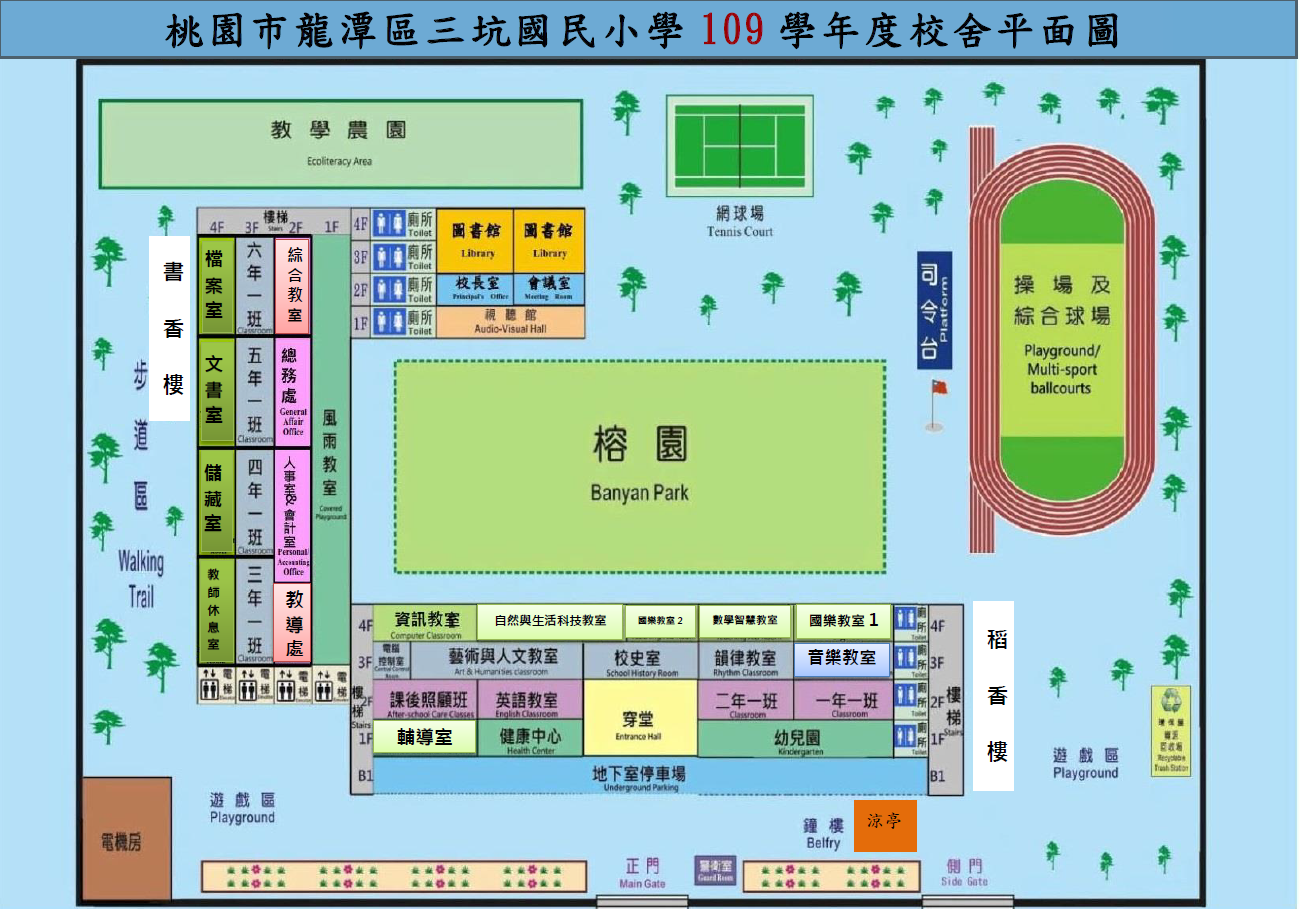 桃園市龍潭區三坑國民小學109學年度校舍平面圖
教學農園
Ecoliteracy Area
網球場
Tennis Court
司令台
Platform
操場及
綜合球場
Playground/
Multi-sport
ballcourts
書香樓
步道區
Walking
Trail
樓梯
Stairs
4F 3F 2F 1F
檔案室
六年一班
Classroom
綜合教室
文書室
五年一班
Classroom
總務處
General
Affair
Office
儲藏室
四年一班
Classroom
人事室&會計室
Personal/
Accounting
Office
教師休息室
三年一班
Classroom
教導處
風雨教室
Covered
Playground
電梯
電梯
電梯
電梯
4F 廁所 Toilet
3F 廁所 Toilet
2F 廁所 Toilet
1F 廁所 Toilet
圖書館
Library
圖書館
Library
校長室
Principal's Office
會議室
Meeting Room
視聽館
Audio-Visual Hall
榕園
Banyan Park
4F
資訊教室
Computer Classroom
自然與生活科技教室
國樂教室2
數學智慧教室
國樂教室1
廁所
Toilet
4F
3F
電腦
控制室
Central Control
Room
藝術與人文教室
Art & Humanities classroom
校史室
School History Room
韻律教室
Rhythm Classroom
音樂教室
廁所
Toilet
3F
樓梯
Stairs
2F
課後照顧班
After-school Care Classes
英語教室
English Classroom
穿堂
Entrance Hall
二年一班
Classroom
一年一班
Classroom
廁所
Toilet
2F
樓梯
Stairs
1F
輔導室
健康中心
Health Center
幼兒園
Kindergarten
廁所
Toilet
1F
B1
地下室停車場
Underground Parking
B1
稻香樓
遊戲區
Playground
環保屋
資源
回收場
Recyclable
Trash Station
電機房
遊戲區
Playground
鐘樓
Belfry
涼亭
正門
Main Gate
警衛室
Guard Room
側門
Side Gate